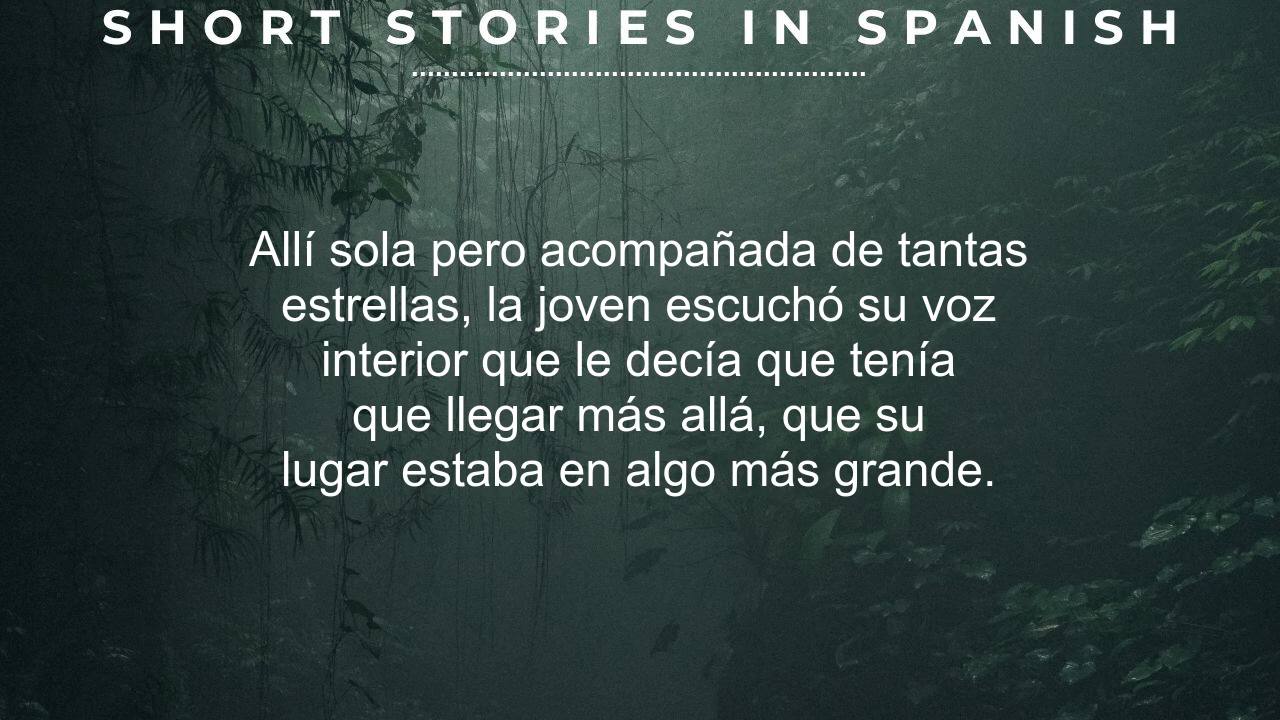 SHORT STORIES IN SPANISH
Allí sola pero acompañada de tantas
estrellas, la joven escuchó su voz
interior que le decía que tenía
que llegar más allá, que su
lugar estaba en algo más grande.